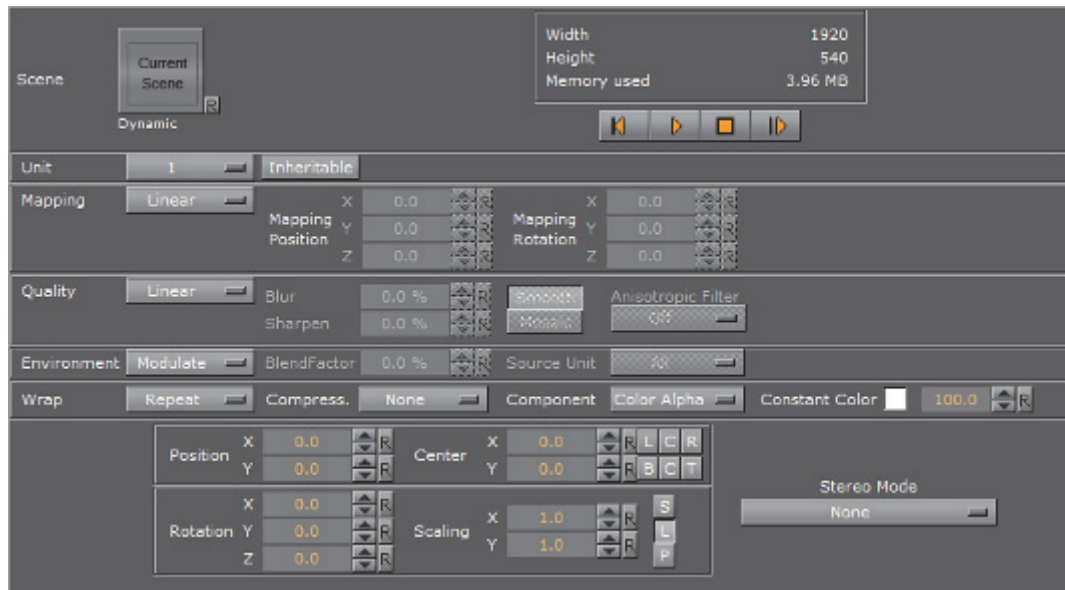 Width 1920
Height 540
Memory used 3.96 MB
Scene
Current
Scene
R
Dynamic
Unit 1 Inheritable
Mapping Linear
Mapping Position X 0.0 R
Y 0.0 R
Z 0.0 R
Mapping Rotation X 0.0 R
Y 0.0 R
Z 0.0 R
Quality Linear Blur 0.0 % R Smooth Anisotropic Filter
Sharpen 0.0 % R Mosaic Off
Environment Modulate BlendFactor 0.0 % R Source Unit
Wrap Repeat Compress. None Component Color Alpha Constant Color 100.0 R
Position X 0.0 R
Y 0.0 R
Center X 0.0 R L C R
Y 0.0 R B C T
Rotation X 0.0 R
Y 0.0 R
Z 0.0 R
Scaling X 1.0 R
Y 1.0 R
S
L
P
Stereo Mode
None